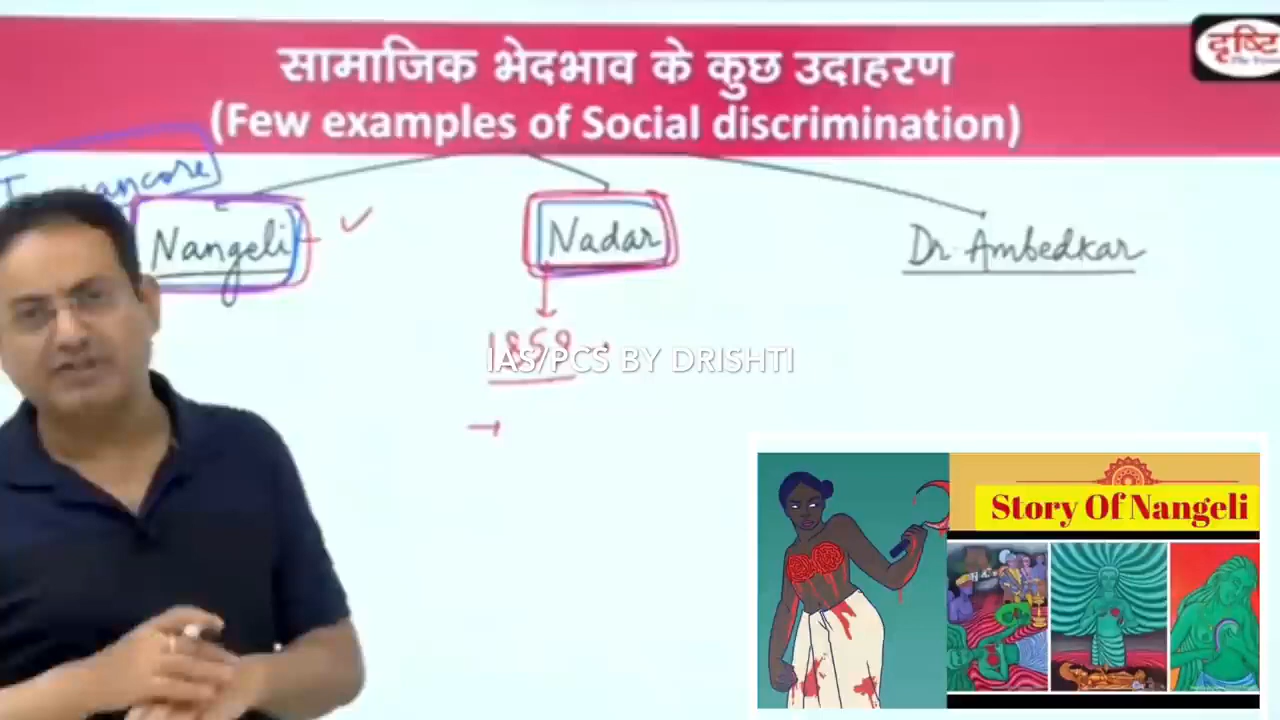 सामाजिक भेदभाव के कुछ उदाहरण
(Few examples of Social discrimination)
दृष्टि
Nangeli
Nadar
Dr. Ambedkar
1859
IAS/PCS BY DRISHTI
Story Of Nangeli